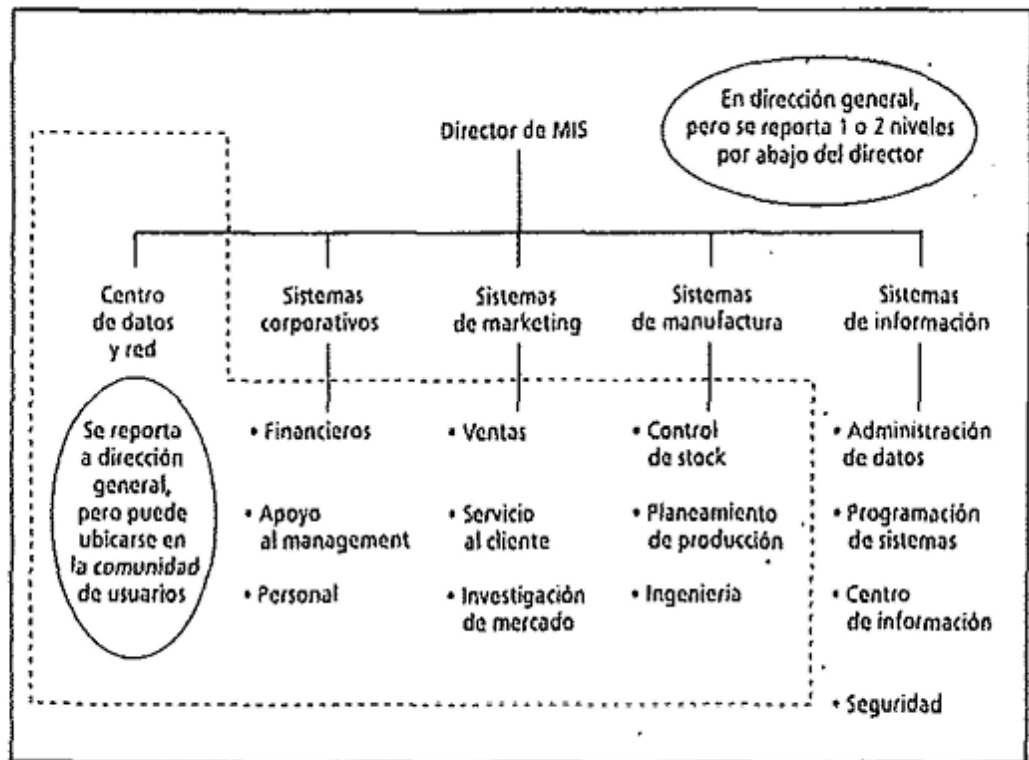 En dirección general,
pero se reporta 1 o 2 niveles
por abajo del director
Director de MIS
Centro
de datos
y red
Sistemas
corporativos
Sistemas
de marketing
Sistemas
de manufactura
Sistemas
de información
Se reporta
a dirección
general,
pero puede
ubicarse en
la comunidad
de usuarios
• Financieros
• Apoyo
al management
• Personal
• Ventas
• Servicio
al cliente
• Investigación
de mercado
• Control
de stock
• Planeamiento
de producción
• Ingeniería
• Administración
de datos
• Programación
de sistemas
• Centro
de información
• Seguridad